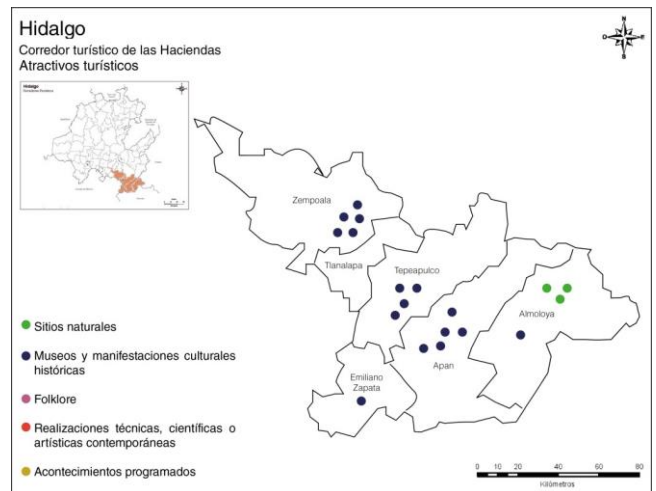 Hidalgo
Corredor turístico de las Haciendas
Atractivos turísticos
Hidalgo
N
O
E
S
Zempoala
Tlanalapa
Tepeapulco
Almoloya
Apan
Emiliano
Zapata
Sitios naturales
Museos y manifestaciones culturales
históricas
Folklore
Realizaciones técnicas, científicas o
artísticas contemporáneas
Acontecimientos programados
0 10 20 40 60 80
Kilómetros